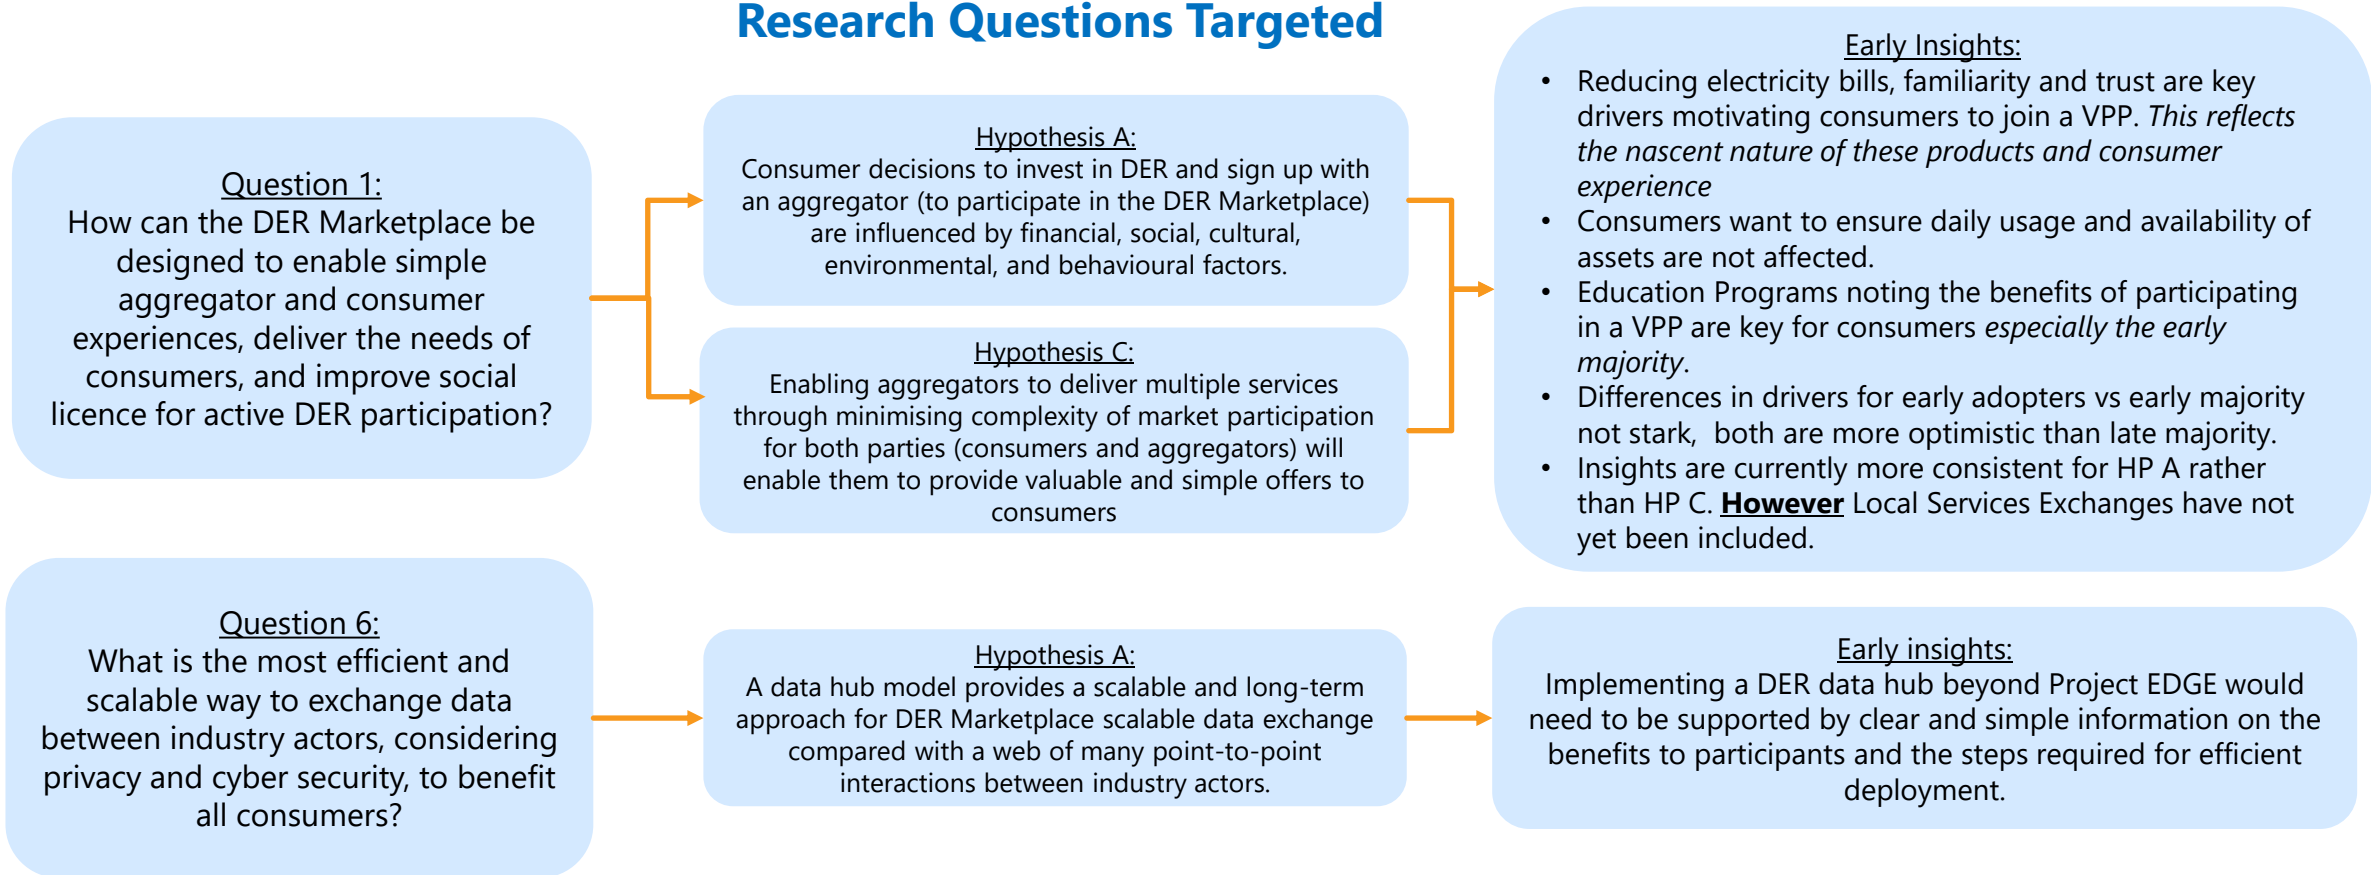 Research Questions Targeted
Question 1:
How can the DER Marketplace be
designed to enable simple
aggregator and consumer
experiences, deliver the needs of
consumers, and improve social
licence for active DER participation?
Hypothesis A:
Consumer decisions to invest in DER and sign up with
an aggregator (to participate in the DER Marketplace)
are influenced by financial, social, cultural,
environmental, and behavioural factors.
Hypothesis C:
Enabling aggregators to deliver multiple services
through minimising complexity of market participation
for both parties (consumers and aggregators) will
enable them to provide valuable and simple offers to
consumers
Early Insights:
• Reducing electricity bills, familiarity and trust are key
drivers motivating consumers to join a VPP. This reflects
the nascent nature of these products and consumer
experience
• Consumers want to ensure daily usage and availability of
assets are not affected.
• Education Programs noting the benefits of participating
in a VPP are key for consumers especially the early
majority.
• Differences in drivers for early adopters vs early majority
not stark,  both are more optimistic than late majority.
• Insights are currently more consistent for HP A rather
than HP C. However Local Services Exchanges have not
yet been included.
Question 6:
What is the most efficient and
scalable way to exchange data
between industry actors, considering
privacy and cyber security, to benefit
all consumers?
Hypothesis A:
A data hub model provides a scalable and long-term
approach for DER Marketplace scalable data exchange
compared with a web of many point-to-point
interactions between industry actors.
Early insights:
Implementing a DER data hub beyond Project EDGE would
need to be supported by clear and simple information on the
benefits to participants and the steps required for efficient
deployment.